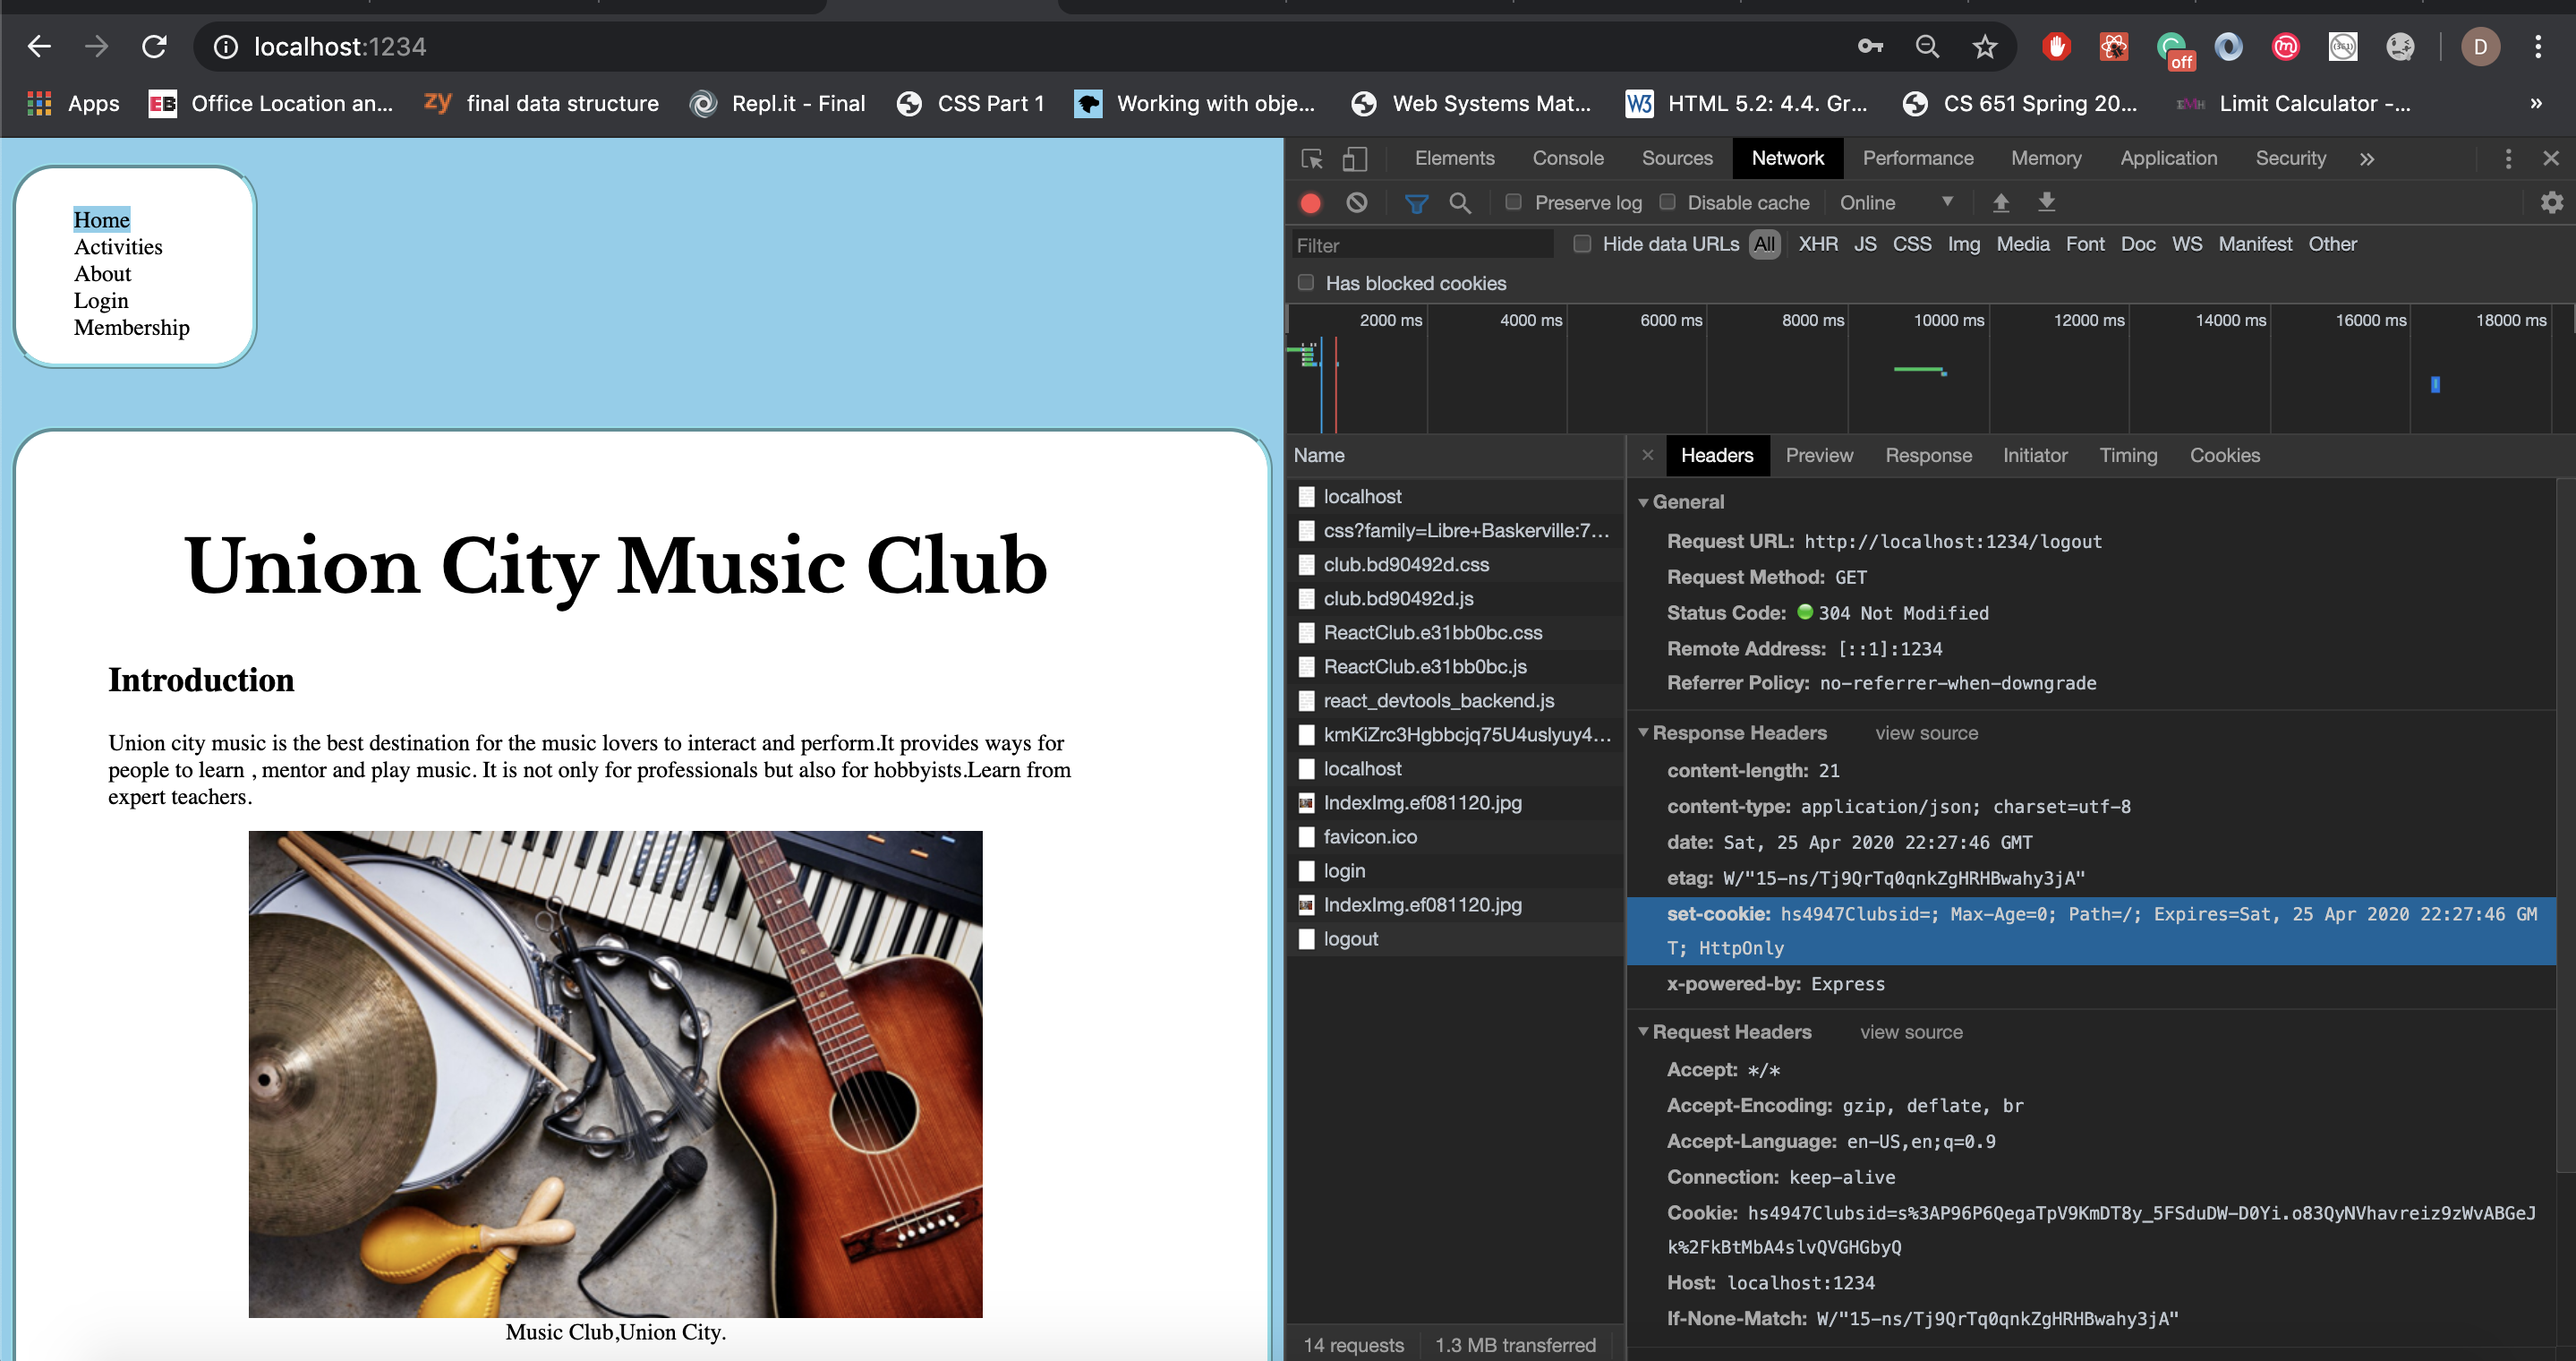 localhost:1234
off
D
Apps
EB Office Location an...
zy final data structure
Repl.it - Final
CSS Part 1
Working with obje...
Web Systems Mat...
W3 HTML 5.2: 4.4. Gr...
CS 651 Spring 20...
Limit Calculator -...
»
Home
Activities
About
Login
Membership
Union City Music Club
Introduction
Union city music is the best destination for the music lovers to interact and perform.It provides ways for
people to learn , mentor and play music. It is not only for professionals but also for hobbyists.Learn from
expert teachers.
Music Club,Union City.
Elements Console Sources Network Performance Memory Application Security »
Preserve log Disable cache Online
Filter Hide data URLs All XHR JS CSS Img Media Font Doc WS Manifest Other
Has blocked cookies
2000 ms 4000 ms 6000 ms 8000 ms 10000 ms 12000 ms 14000 ms 16000 ms 18000 ms
Name
localhost
css?family=Libre+Baskerville:7...
club.bd90492d.css
club.bd90492d.js
ReactClub.e31bb0bc.css
ReactClub.e31bb0bc.js
react_devtools_backend.js
kmKiZrc3Hgbbcjq75U4uslyuy4...
localhost
IndexImg.ef081120.jpg
favicon.ico
login
IndexImg.ef081120.jpg
logout
14 requests 1.3 MB transferred
Headers Preview Response Initiator Timing Cookies
General
Request URL: http://localhost:1234/logout
Request Method: GET
Status Code: 304 Not Modified
Remote Address: [::1]:1234
Referrer Policy: no-referrer-when-downgrade
Response Headers view source
content-length: 21
content-type: application/json; charset=utf-8
date: Sat, 25 Apr 2020 22:27:46 GMT
etag: W/"15-ns/Tj9QrTq0qnkZgHRHBwahy3jA"
set-cookie: hs4947Clubsid=; Max-Age=0; Path=/; Expires=Sat, 25 Apr 2020 22:27:46 GM
T; HttpOnly
x-powered-by: Express
Request Headers view source
Accept: */*
Accept-Encoding: gzip, deflate, br
Accept-Language: en-US,en;q=0.9
Connection: keep-alive
Cookie: hs4947Clubsid=s%3AP96P6QegaTpV9KmDT8y_5FSduDW-D0Yi.o83QyNVhavreiz9zWvABGeJ
k%2FkBtMbA4slvQVGHGbyQ
Host: localhost:1234
If-None-Match: W/"15-ns/Tj9QrTq0qnkZgHRHBwahy3jA"